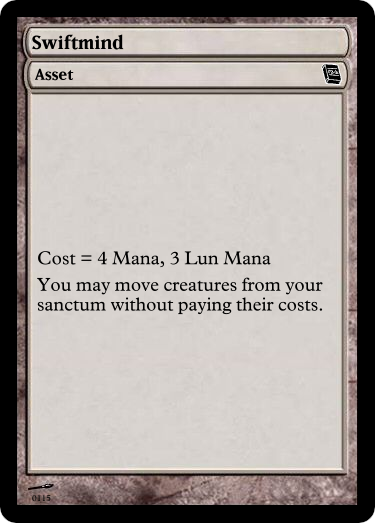 Swiftmind
Asset
Cost = 4 Mana, 3 Lun Mana
You may move creatures from your
sanctum without paying their costs.
0115